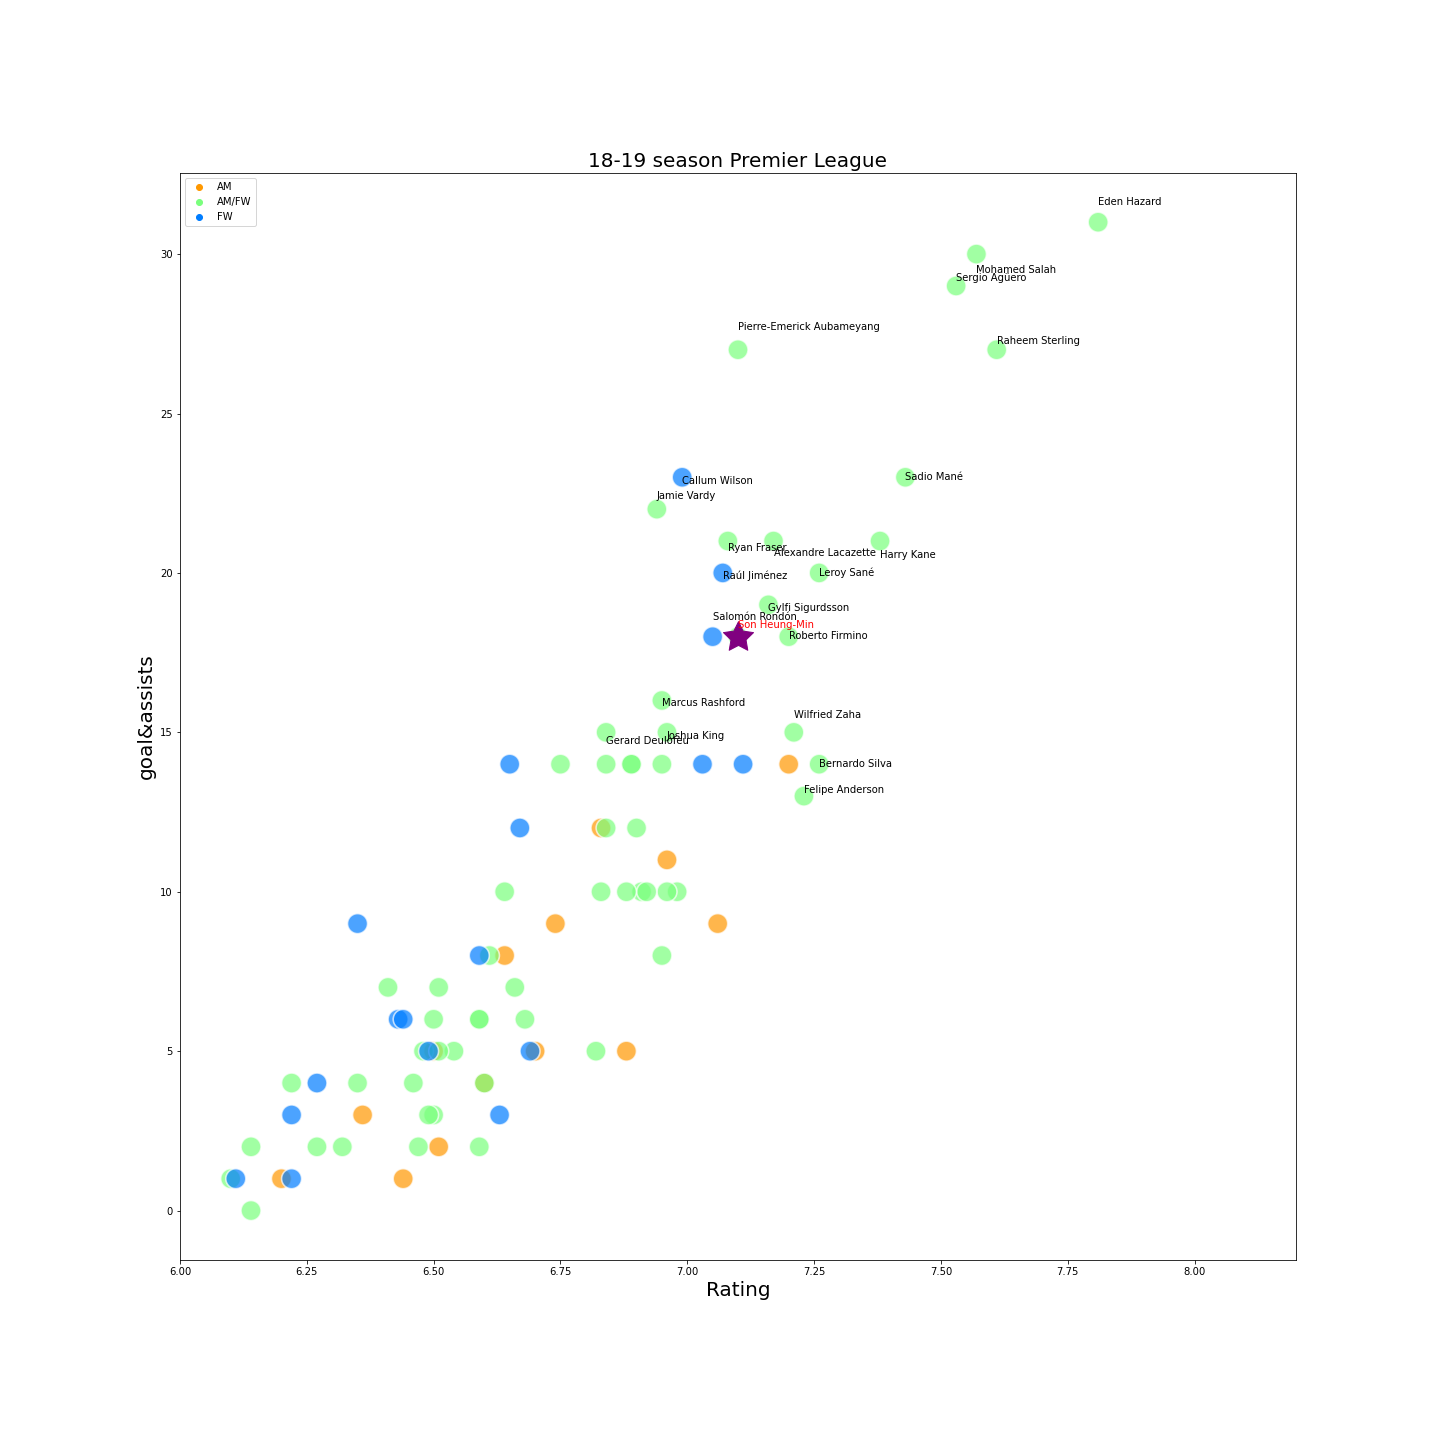 18-19 season Premier League
AM
AM/FW
FW
Eden Hazard
Mohamed Salah
Sergio Agüero
Pierre-Emerick Aubameyang
Raheem Sterling
Callum Wilson
Sadio Mané
Jamie Vardy
Ryan Fraser
Alexandre Lacazette
Harry Kane
Raúl Jiménez
Leroy Sané
Gylfi Sigurdsson
Salomón Rondón
Son Heung-Min
Roberto Firmino
Marcus Rashford
Wilfried Zaha
Joshua King
Gerard Deulofeu
Bernardo Silva
Felipe Anderson
30
25
20
15
10
5
0
goal&assists
6.00 6.25 6.50 6.75 7.00 7.25 7.50 7.75 8.00
Rating